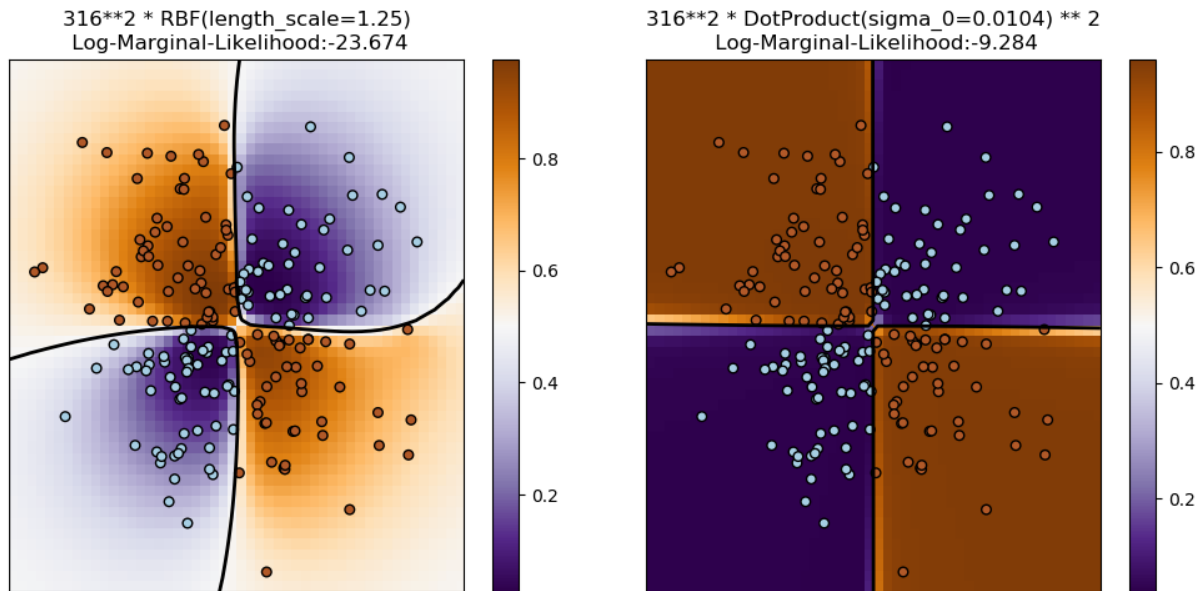 316**2 * RBF(length_scale=1.25)
Log-Marginal-Likelihood:-23.674
0.8
0.6
0.4
0.2
316**2 * DotProduct(sigma_0=0.0104) ** 2
Log-Marginal-Likelihood:-9.284
0.8
0.6
0.4
0.2